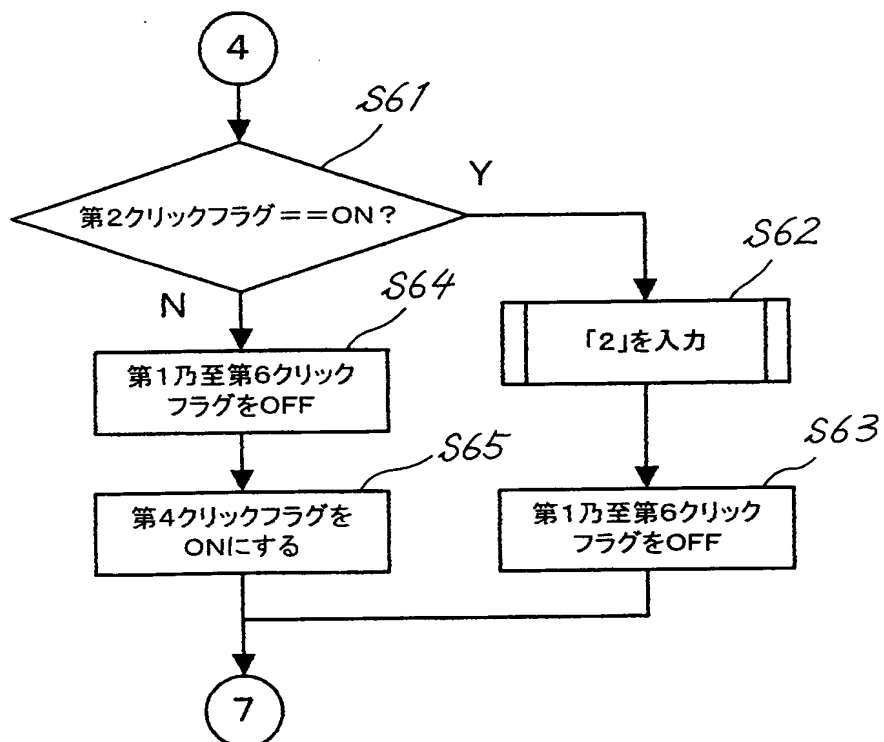 4
S61
第2クリックフラグ==ON?
Y
N
S62
「2」を入力
S64
第1乃至第6クリック
フラグをOFF
S63
第1乃至第6クリック
フラグをOFF
S65
第4クリックフラグを
ONにする
7